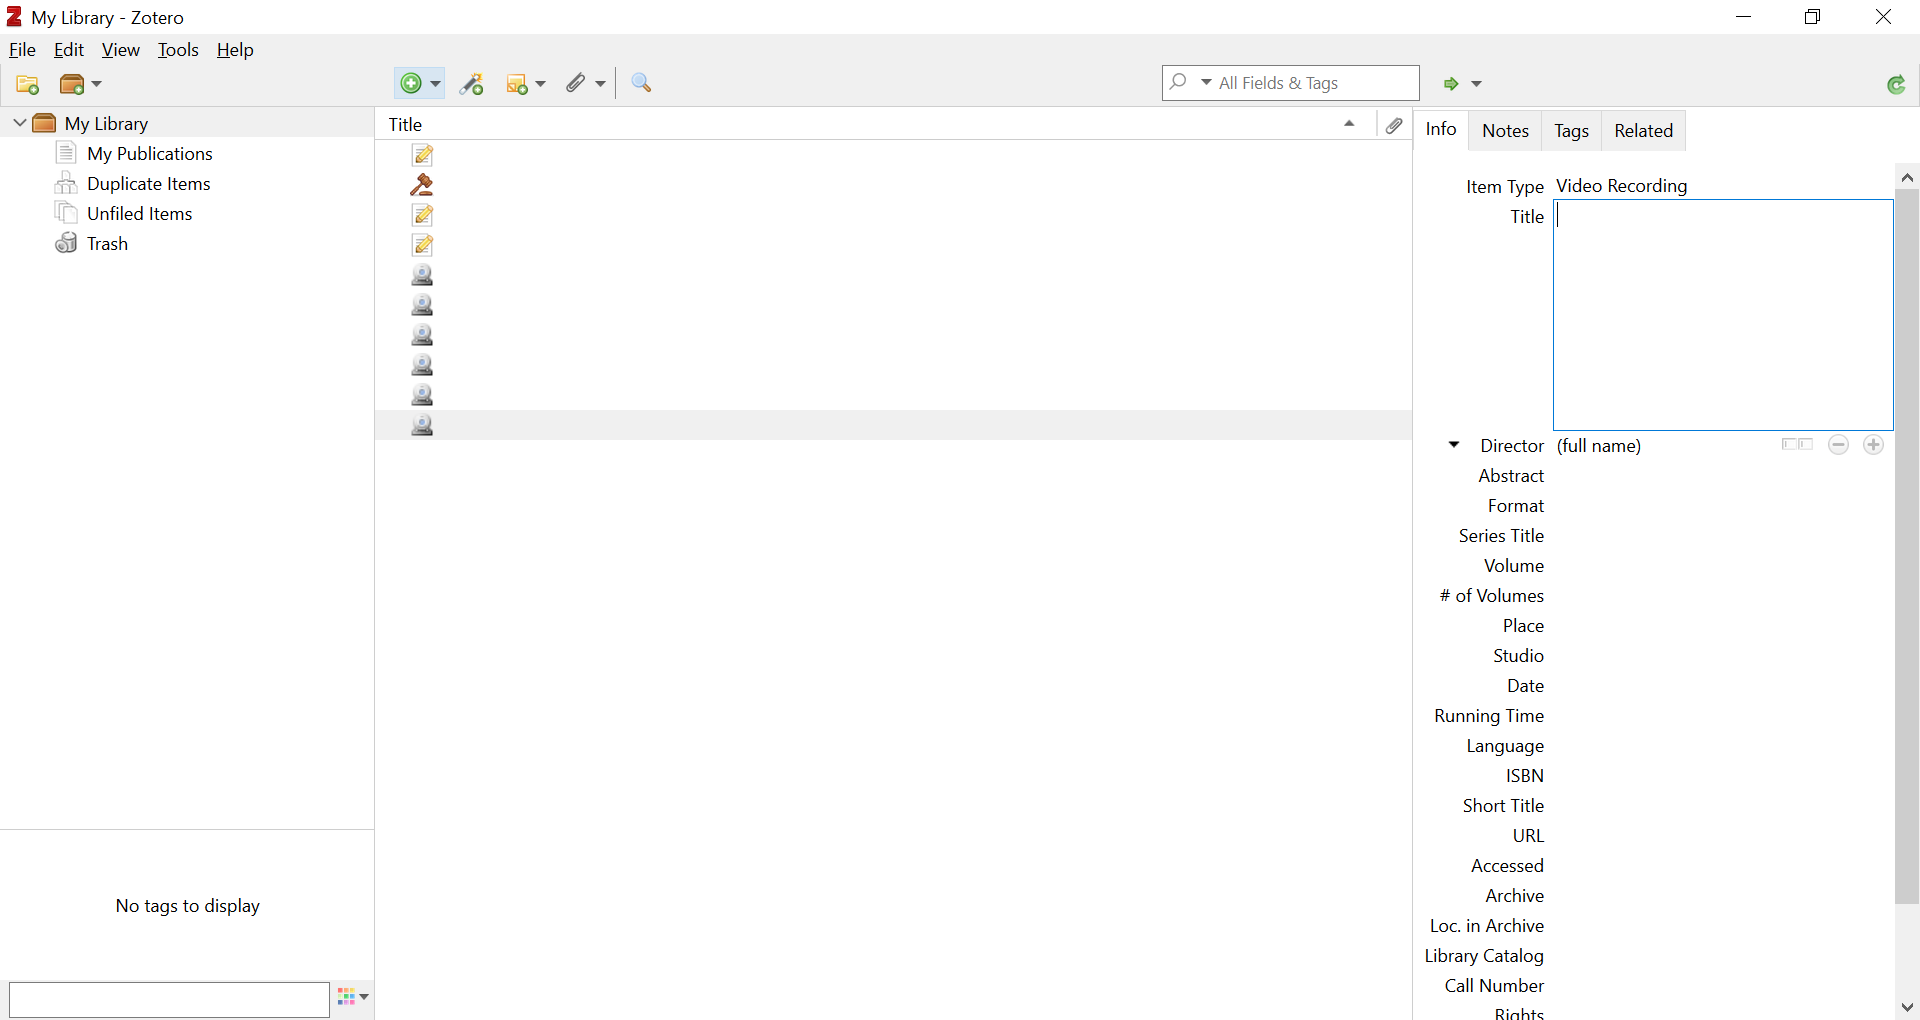 My Library - Zotero
File Edit View Tools Help
All Fields & Tags
My Library
My Publications
Duplicate Items
Unfiled Items
Trash
No tags to display
Title
Info Notes Tags Related
Item Type Video Recording
Title
Director (full name)
Abstract
Format
Series Title
Volume
# of Volumes
Place
Studio
Date
Running Time
Language
ISBN
Short Title
URL
Accessed
Archive
Loc. in Archive
Library Catalog
Call Number
Rights